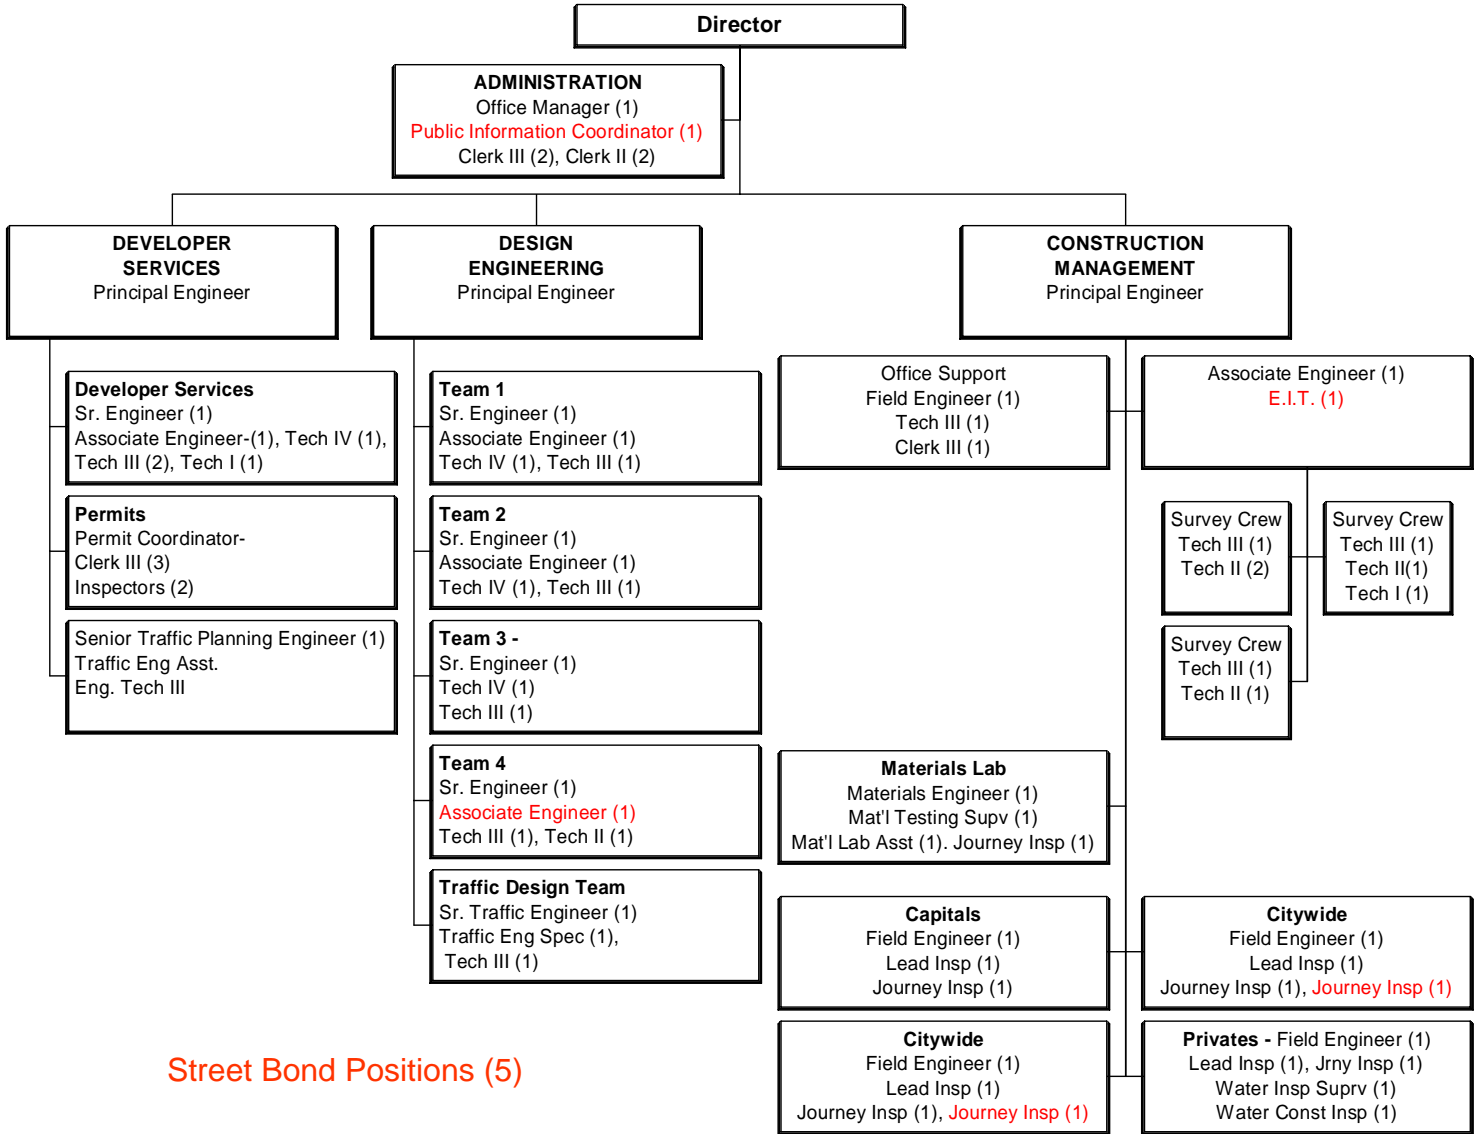 Director
ADMINISTRATION
Office Manager (1)
Public Information Coordinator (1)
Clerk III (2), Clerk II (2)
DEVELOPER
SERVICES
Principal Engineer
DESIGN
ENGINEERING
Principal Engineer
CONSTRUCTION
MANAGEMENT
Principal Engineer
Developer Services
Sr. Engineer (1)
Associate Engineer-(1), Tech IV (1),
Tech III (2), Tech I (1)
Permits
Permit Coordinator-
Clerk III (3)
Inspectors (2)
Senior Traffic Planning Engineer (1)
Traffic Eng Asst.
Eng. Tech III
Team 1
Sr. Engineer (1)
Associate Engineer (1)
Tech IV (1), Tech III (1)
Team 2
Sr. Engineer (1)
Associate Engineer (1)
Tech IV (1), Tech III (1)
Team 3 -
Sr. Engineer (1)
Tech IV (1)
Tech III (1)
Team 4
Sr. Engineer (1)
Associate Engineer (1)
Tech III (1), Tech II (1)
Traffic Design Team
Sr. Traffic Engineer (1)
Traffic Eng Spec (1),
Tech III (1)
Office Support
Field Engineer (1)
Tech III (1)
Clerk III (1)
Associate Engineer (1)
E.I.T. (1)
Survey Crew
Tech III (1)
Tech II (2)
Survey Crew
Tech III (1)
Tech II(1)
Tech I (1)
Survey Crew
Tech III (1)
Tech II (1)
Materials Lab
Materials Engineer (1)
Mat'l Testing Supv (1)
Mat'l Lab Asst (1). Journey Insp (1)
Capitals
Field Engineer (1)
Lead Insp (1)
Journey Insp (1)
Citywide
Field Engineer (1)
Lead Insp (1)
Journey Insp (1), Journey Insp (1)
Citywide
Field Engineer (1)
Lead Insp (1)
Journey Insp (1), Journey Insp (1)
Privates - Field Engineer (1)
Lead Insp (1), Jrny Insp (1)
Water Insp Suprv (1)
Water Const Insp (1)
Street Bond Positions (5)